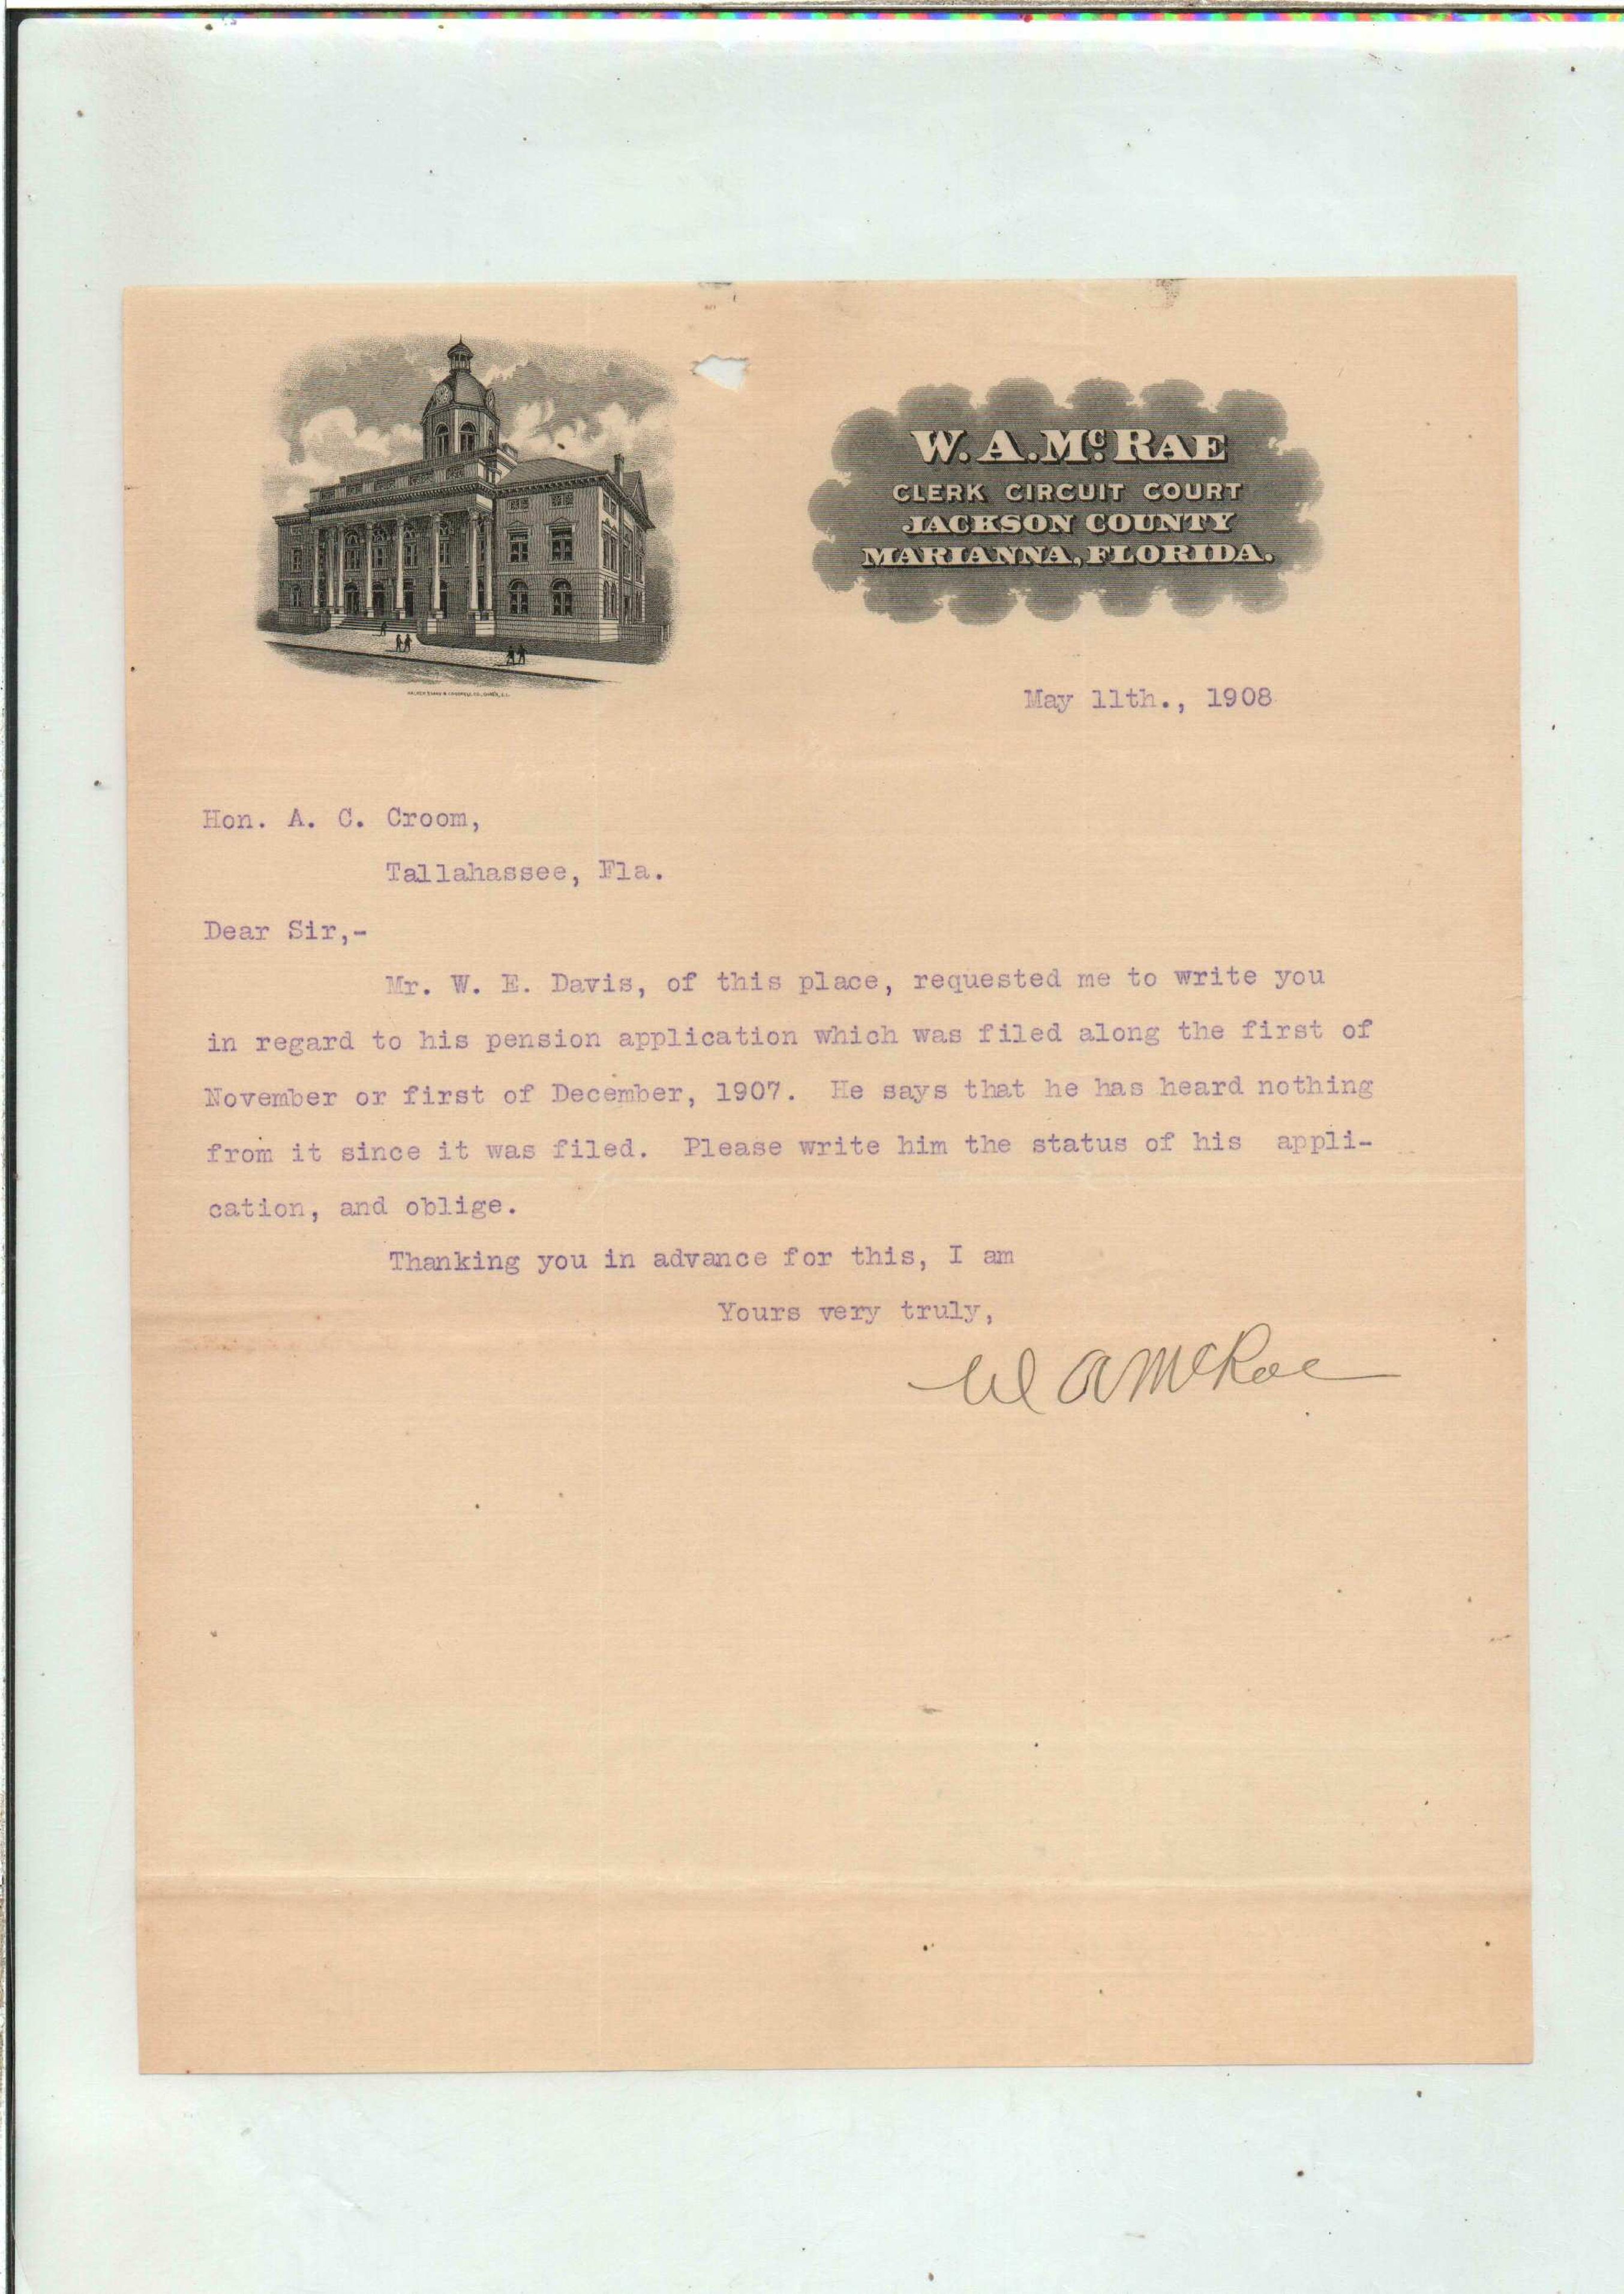 W. A. McRAE
CLERK CIRCUIT COURT
JACKSON COUNTY
MARIANNA, FLORIDA.
May 11th., 1908
Hon. A. C. Croom,
Tallahassee, Fla.
Dear Sir,-
Mr. W. E. Davis, of this place, requested me to write you
in regard to his pension application which was filed along the first of
November or first of December, 1907. He says that he has heard nothing
from it since it was filed. Please write him the status of his appli-
cation, and oblige.
Thanking you in advance for this, I am
Yours very truly,
W A McRae